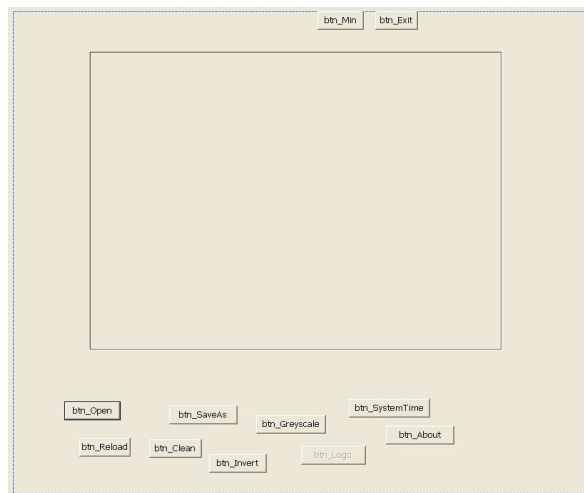 btn_Min btn_Exit
btn_Open btn_SaveAs btn_SystemTime
btn_Greyscale btn_About
btn_Reload btn_Clean btn_Logo
btn_Invert